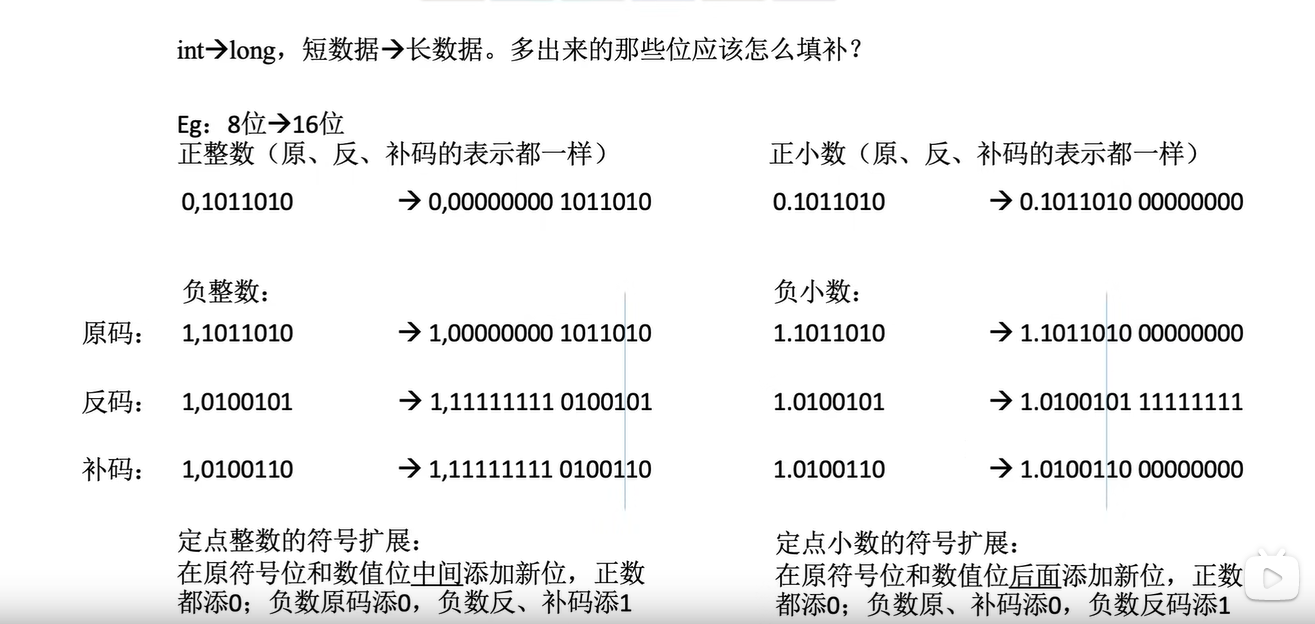 int→long，短数据→长数据。多出来的那些位应该怎么填补？
Eg：8位→16位
正整数（原、反、补码的表示都一样）
0,1011010 → 0,00000000 1011010
正小数（原、反、补码的表示都一样）
0.1011010 → 0.1011010 00000000
负整数：
原码： 1,1011010 → 1,00000000 1011010
反码： 1,0100101 → 1,11111111 0100101
补码： 1,0100110 → 1,11111111 0100110
负小数：
1.1011010 → 1.1011010 00000000
1.0100101 → 1.0100101 11111111
1.0100110 → 1.0100110 00000000
定点整数的符号扩展：
在原符号位和数值位中间添加新位，正数
都添0；负数原码添0，负数反、补码添1
定点小数的符号扩展：
在原符号位和数值位后面添加新位，正数
都添0；负数原、补码添0，负数反码添1